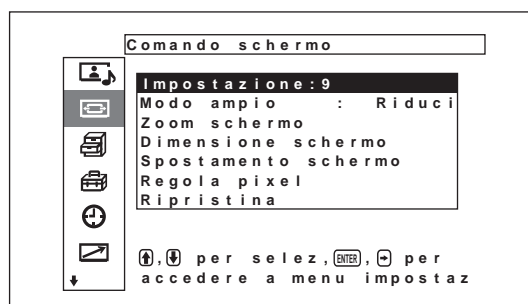 Comando schermo
Impostazione:9
Modo ampio : Riduci
Zoom schermo
Dimensione schermo
Spostamento schermo
Regola pixel
Ripristina
, per selez, ENTER, per
accedere a menu impostaz